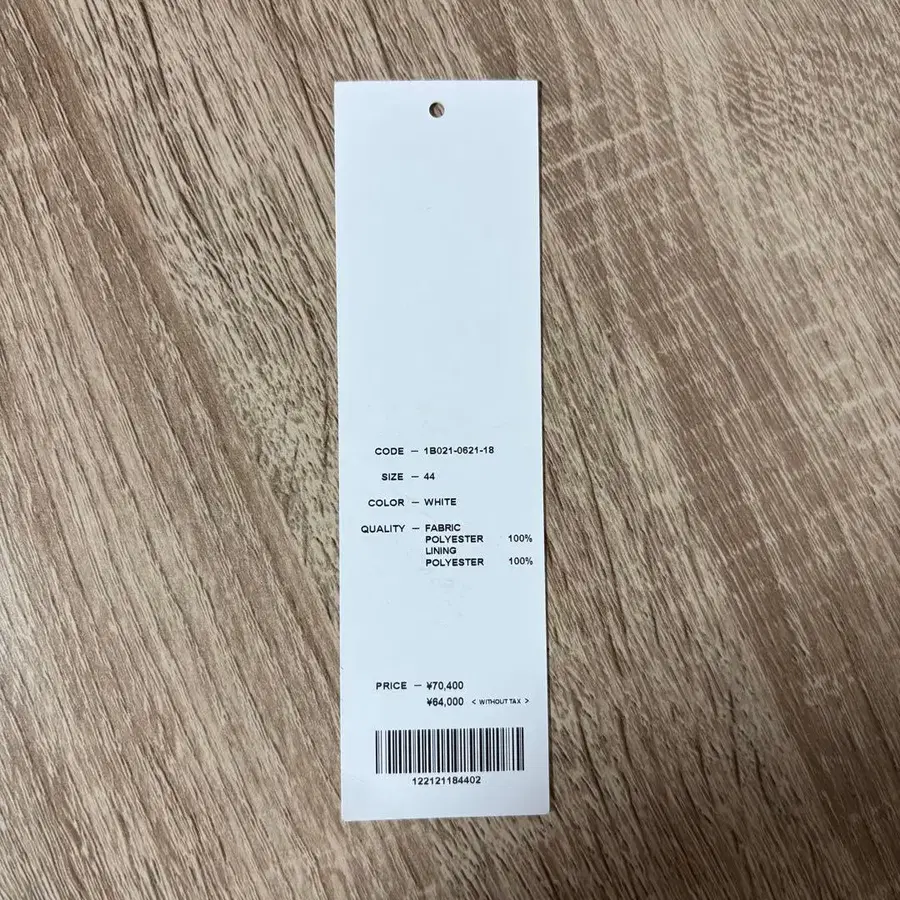 CODE — 1B021-0621-18
SIZE — 44
COLOR — WHITE
QUALITY — FABRIC
POLYESTER 100%
LINING
POLYESTER 100%
PRICE — ¥70,400
¥64,000 < WITHOUT TAX >
122121184402